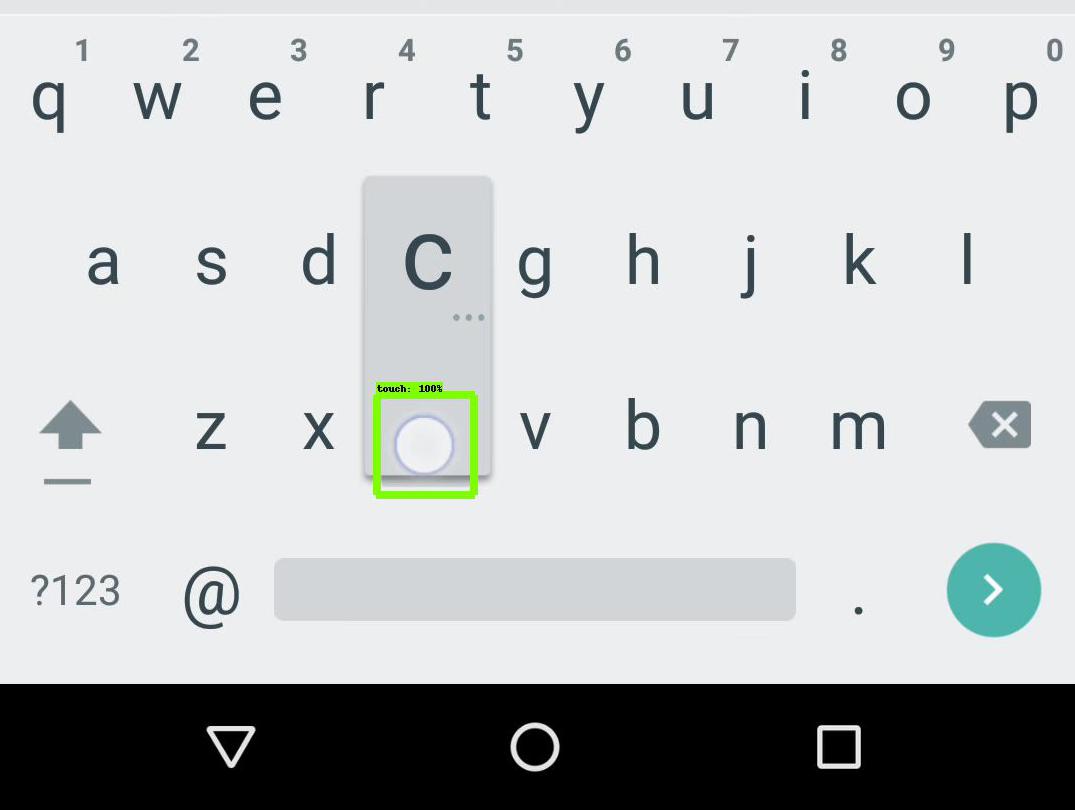 1 2 3 4 5 6 7 8 9 0
q w e r t y u i o p
a s d c g h j k l
...
touch: 100%
z x v b n m
?123 @ .